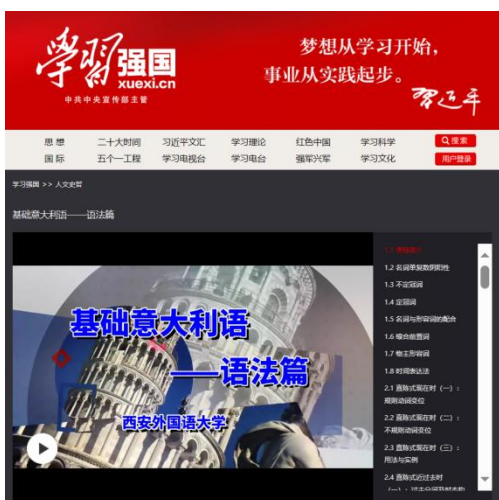 學習强国
xuexi.cn
中共中央宣传部主管
梦想从学习开始,
事业从实践起步。
习近平
思想 二十大时间 习近平文汇 学习理论 红色中国 学习科学 搜索
国际 五个一工程 学习电视台 学习电台 强军兴军 学习文化 用户登录
学习强国 >> 人文史哲
基础意大利语——语法篇
基础意大利语
——语法篇
西安外国语大学
1.1 课程简介
1.2 名词单复数阴阳性
1.3 不定冠词
1.4 定冠词
1.5 名词与形容词的配合
1.6 缩合前置词
1.7 物主形容词
1.8 时间表达法
2.1 直陈式现在时（一）：
规则动词变位
2.2 直陈式现在时（二）：
不规则动词变位
2.3 直陈式现在时（三）：
用法与实例
2.4 直陈式近过去时